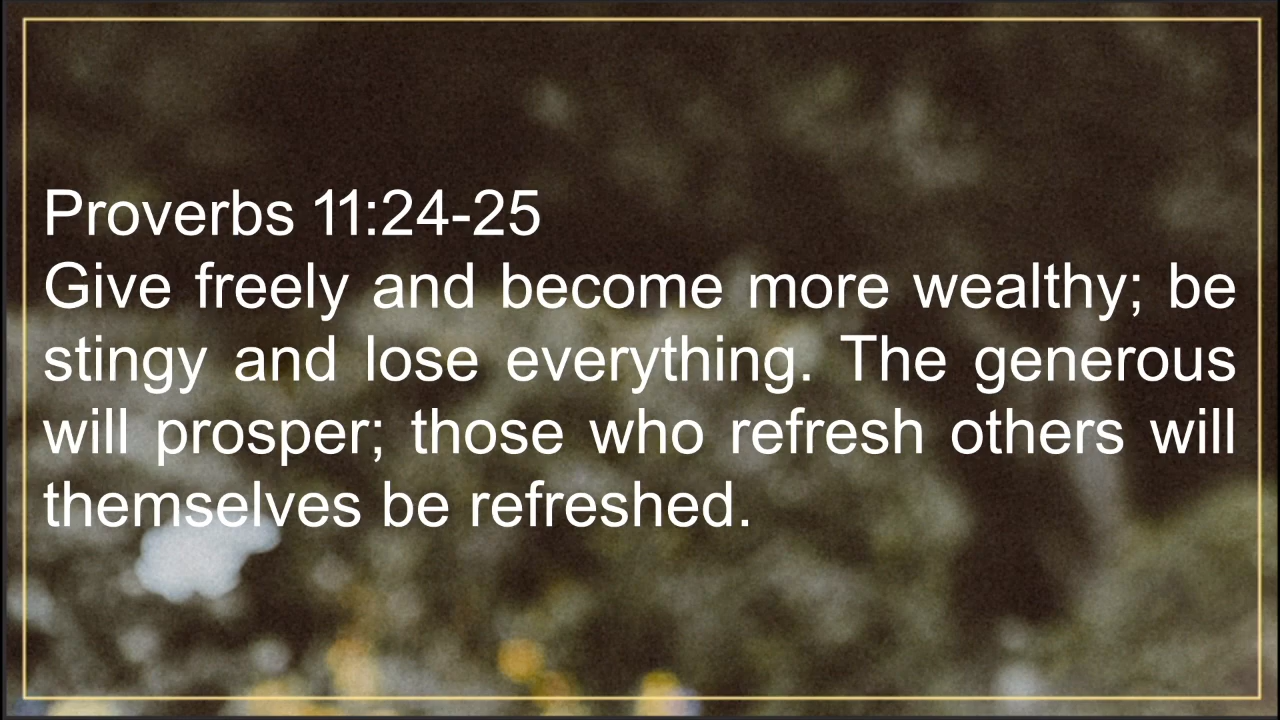 Proverbs 11:24-25
Give freely and become more wealthy; be
stingy and lose everything. The generous
will prosper; those who refresh others will
themselves be refreshed.